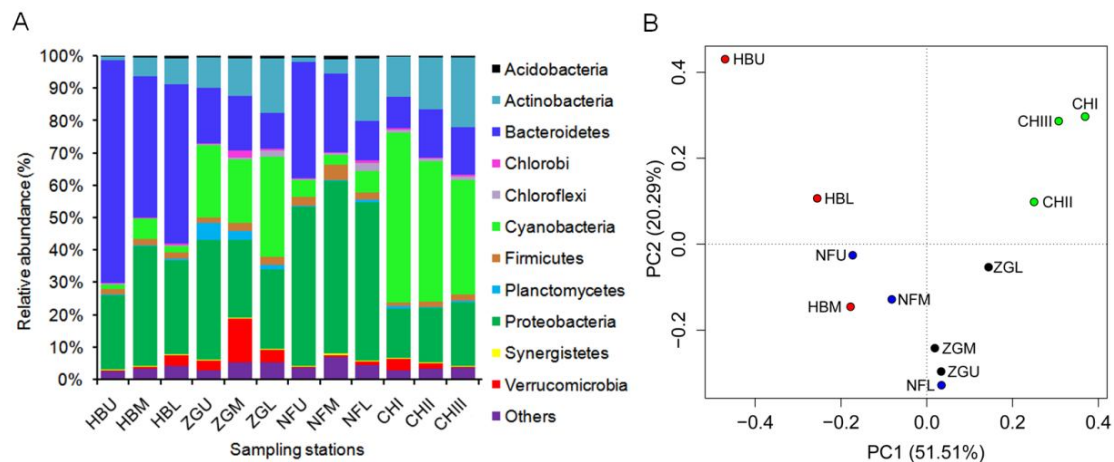 A
100%
90%
80%
70%
60%
50%
40%
30%
20%
10%
0%
Relative abundance (%)
HBU HBM HBL ZGU ZGM ZGL NFU NFM NFL CHI CHII CHIII
Sampling stations
Acidobacteria
Actinobacteria
Bacteroidetes
Chlorobi
Chloroflexi
Cyanobacteria
Firmicutes
Planctomycetes
Proteobacteria
Synergistetes
Verrucomicrobia
Others
B
PC2 (20.29%)
0.4
0.2
0.0
−0.2
HBU
CHI
CHIII
HBL
CHII
NFU
ZGL
NFM
HBM
ZGM
ZGU
NFL
−0.4 −0.2 0.0 0.2 0.4
PC1 (51.51%)